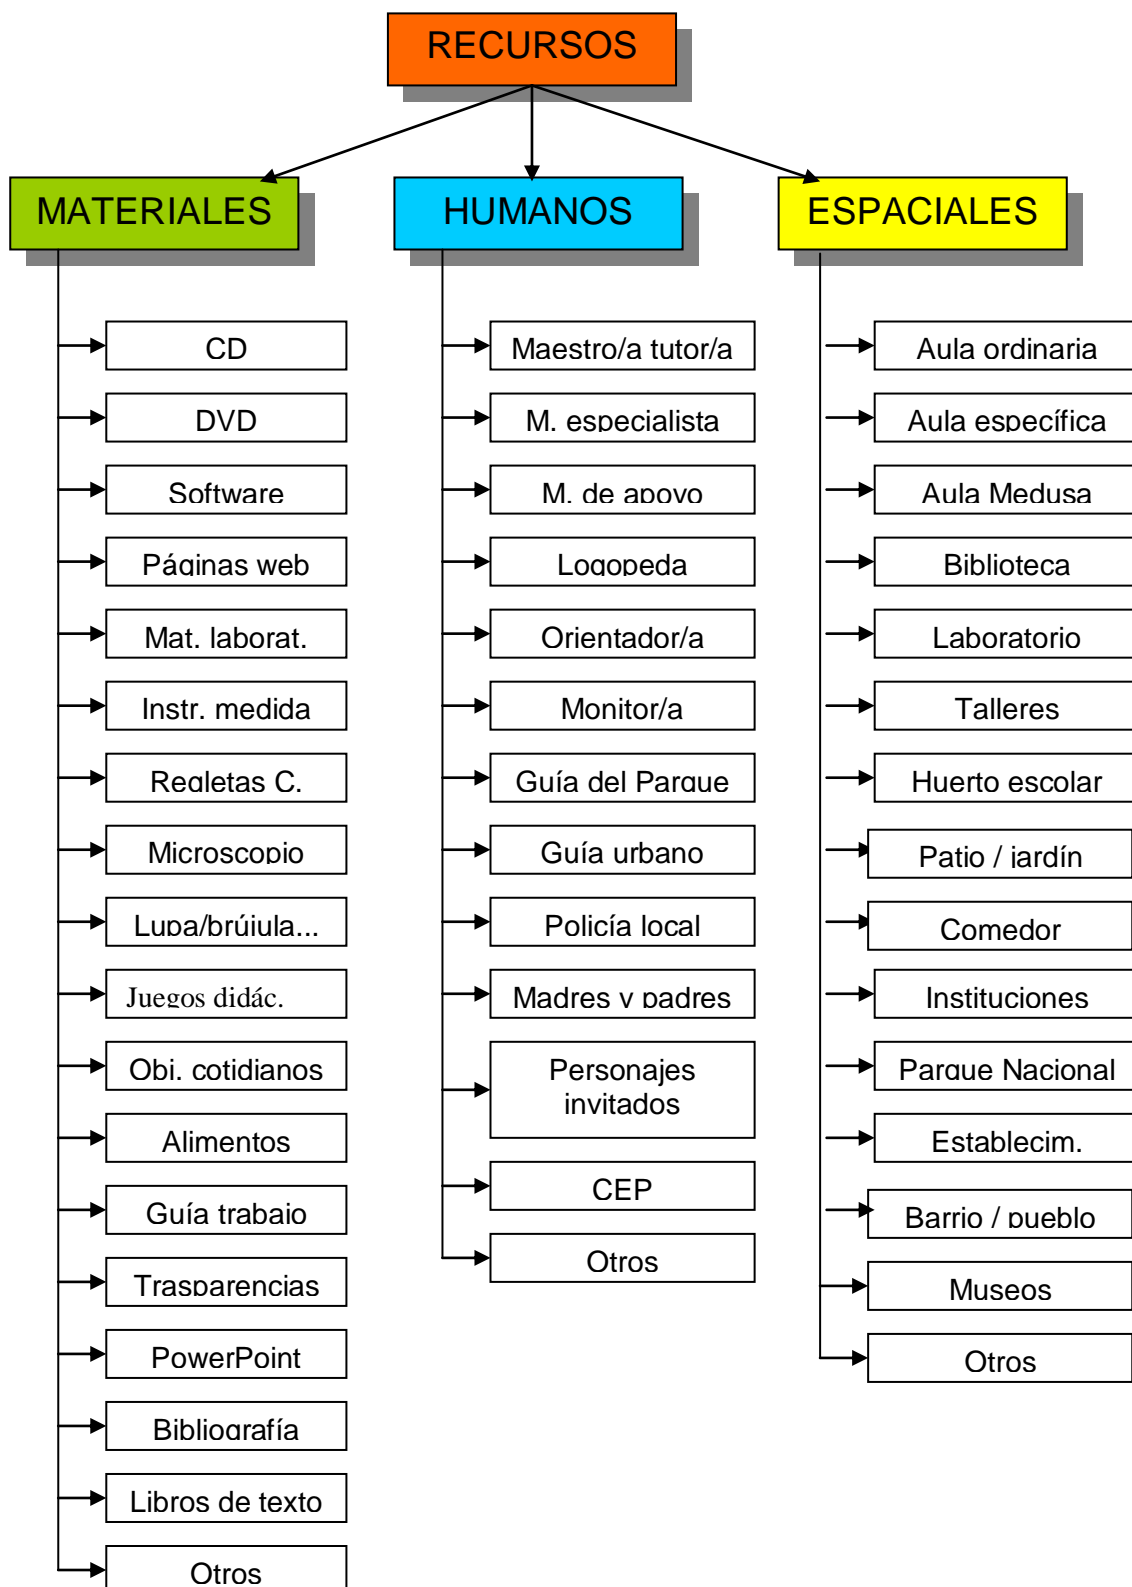 RECURSOS
MATERIALES
HUMANOS
ESPACIALES
CD
DVD
Software
Páginas web
Mat. laborat.
Instr. medida
Regletas C.
Microscopio
Lupa/brújula...
Juegos didác.
Obj. cotidianos
Alimentos
Guía trabajo
Trasparencias
PowerPoint
Bibliografía
Libros de texto
Otros
Maestro/a tutor/a
M. especialista
M. de apoyo
Logopeda
Orientador/a
Monitor/a
Guía del Parque
Guía urbano
Policía local
Madres y padres
Personajes
invitados
CEP
Otros
Aula ordinaria
Aula específica
Aula Medusa
Biblioteca
Laboratorio
Talleres
Huerto escolar
Patio / jardín
Comedor
Instituciones
Parque Nacional
Establecim.
Barrio / pueblo
Museos
Otros